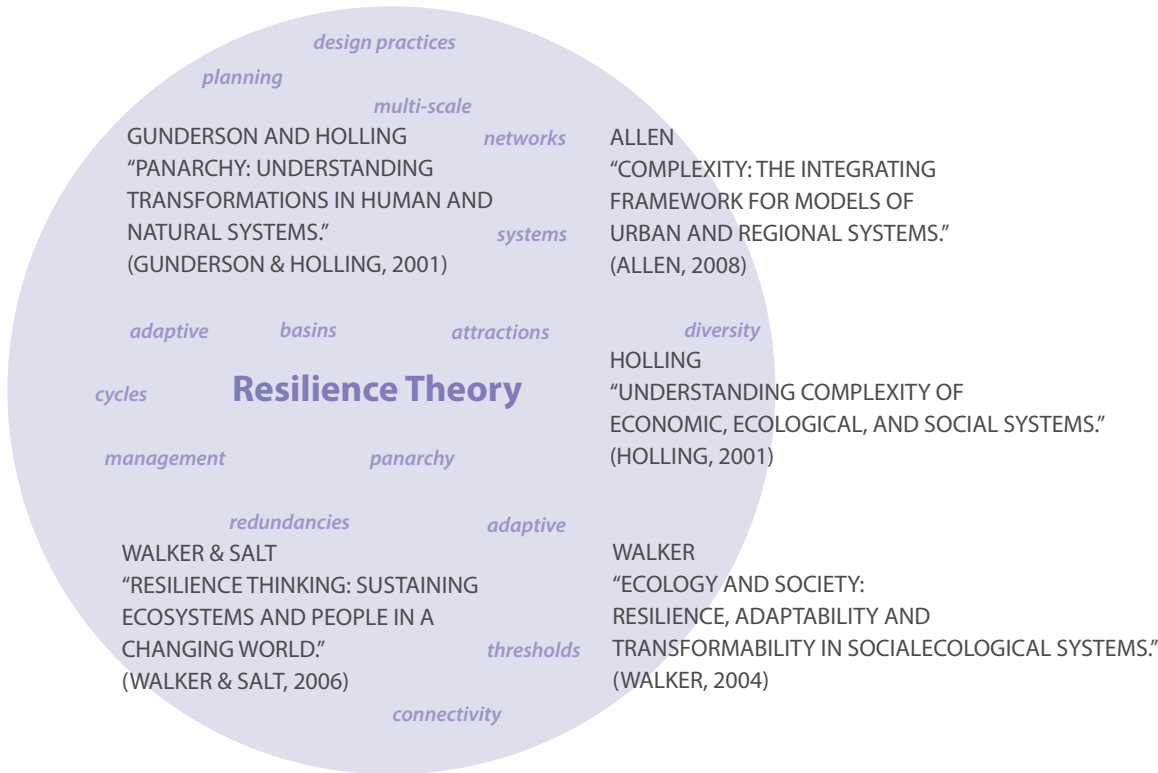 design practices
planning
multi-scale
networks
GUNDERSON AND HOLLING
“PANARCHY: UNDERSTANDING
TRANSFORMATIONS IN HUMAN AND
NATURAL SYSTEMS.”
(GUNDERSON & HOLLING, 2001)
systems
ALLEN
“COMPLEXITY: THE INTEGRATING
FRAMEWORK FOR MODELS OF
URBAN AND REGIONAL SYSTEMS.”
(ALLEN, 2008)
adaptive
basins
attractions
diversity
cycles
Resilience Theory
HOLLING
“UNDERSTANDING COMPLEXITY OF
ECONOMIC, ECOLOGICAL, AND SOCIAL SYSTEMS.”
(HOLLING, 2001)
management
panarchy
redundancies
adaptive
WALKER & SALT
“RESILIENCE THINKING: SUSTAINING
ECOSYSTEMS AND PEOPLE IN A
CHANGING WORLD.”
(WALKER & SALT, 2006)
thresholds
WALKER
“ECOLOGY AND SOCIETY:
RESILIENCE, ADAPTABILITY AND
TRANSFORMABILITY IN SOCIALECOLOGICAL SYSTEMS.”
(WALKER, 2004)
connectivity